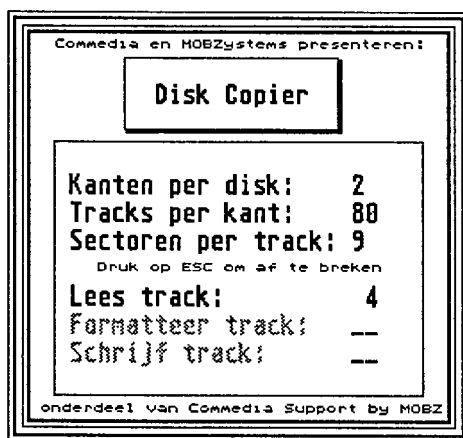 Commedia en MOBZystems presenteren:
Disk Copier
Kanten per disk: 2
Tracks per kant: 80
Sectoren per track: 9
Druk op ESC om af te breken
Lees track: 4
Formatteer track: __
Schrijf track: __
onderdeel van Commedia Support by MOBZ